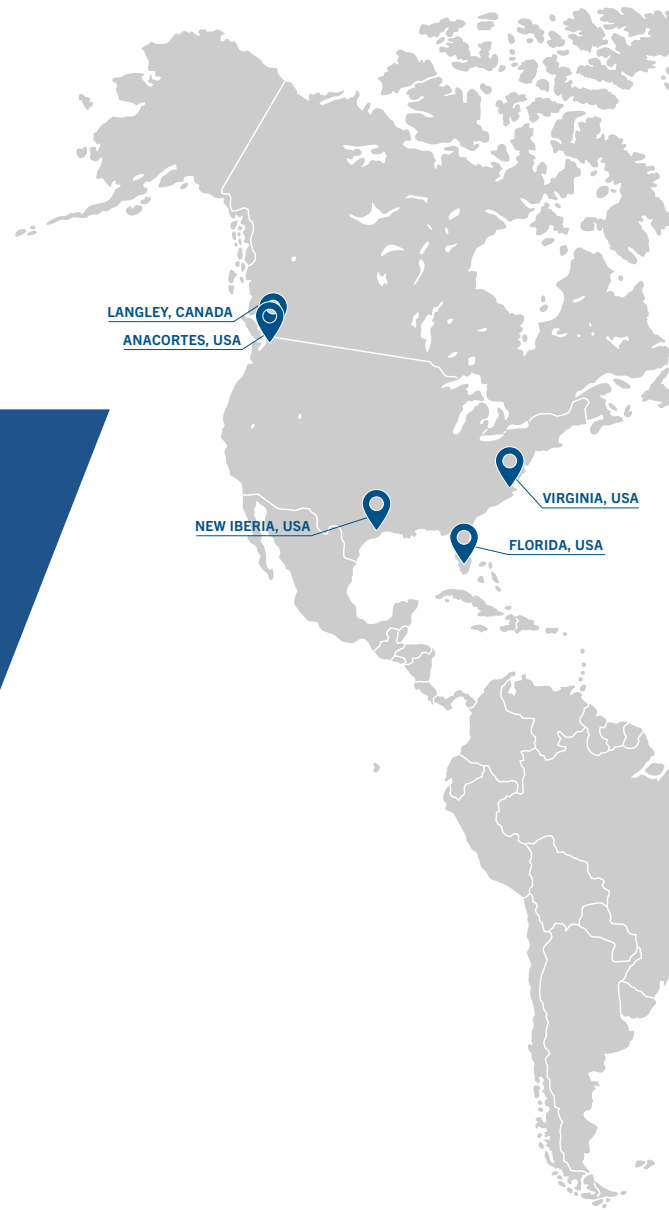 LANGLEY, CANADA
ANACORTES, USA
VIRGINIA, USA
NEW IBERIA, USA
FLORIDA, USA